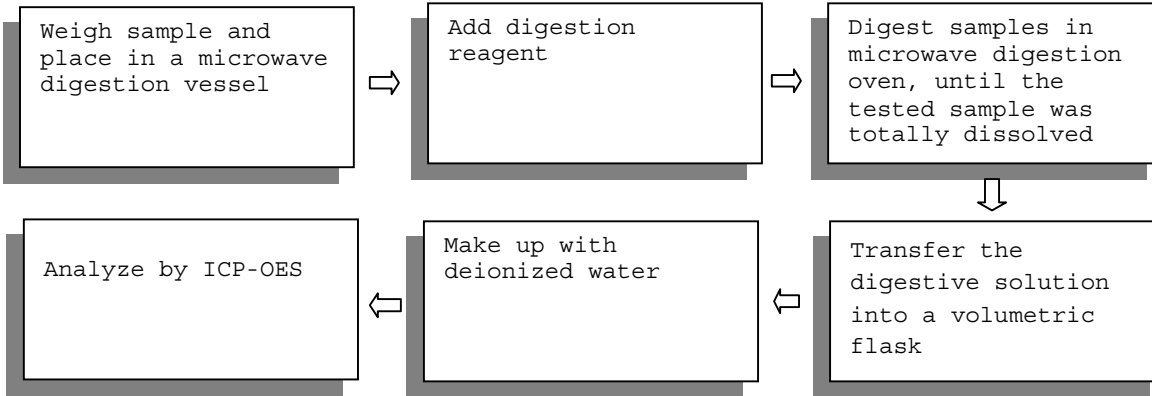 Weigh sample and
place in a microwave
digestion vessel
Add digestion
reagent
Digest samples in
microwave digestion
oven, until the
tested sample was
totally dissolved
Transfer the
digestive solution
into a volumetric
flask
Make up with
deionized water
Analyze by ICP-OES